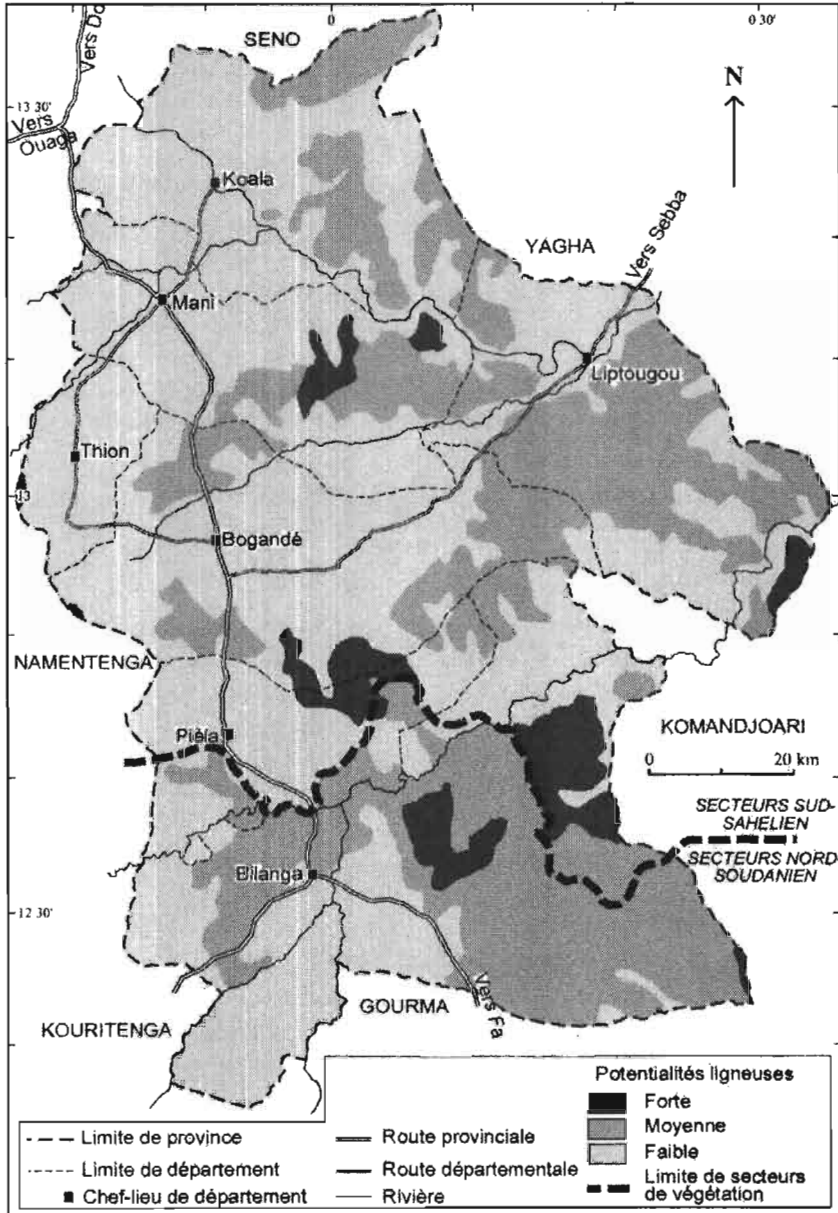 0
0 30'
SENO
Vers Do
13 30'
Vers
Ouaga
N
Koala
YAGHA
Vers Sebba
Mani
Liptougou
Thion
13
Bogandé
NAMENTENGA
Piéla
KOMANDJOARI
0 20 km
SECTEURS SUD-
SAHELIEN
SECTEURS NORD-
SOUDANIEN
Bilanga
12 30'
Vers Fa
GOURMA
KOURITENGA
Potentialités ligneuses
Forte
Moyenne
Faible
Limite de secteurs
de végétation
Limite de province
Limite de département
Chef-lieu de département
Route provinciale
Route départementale
Rivière